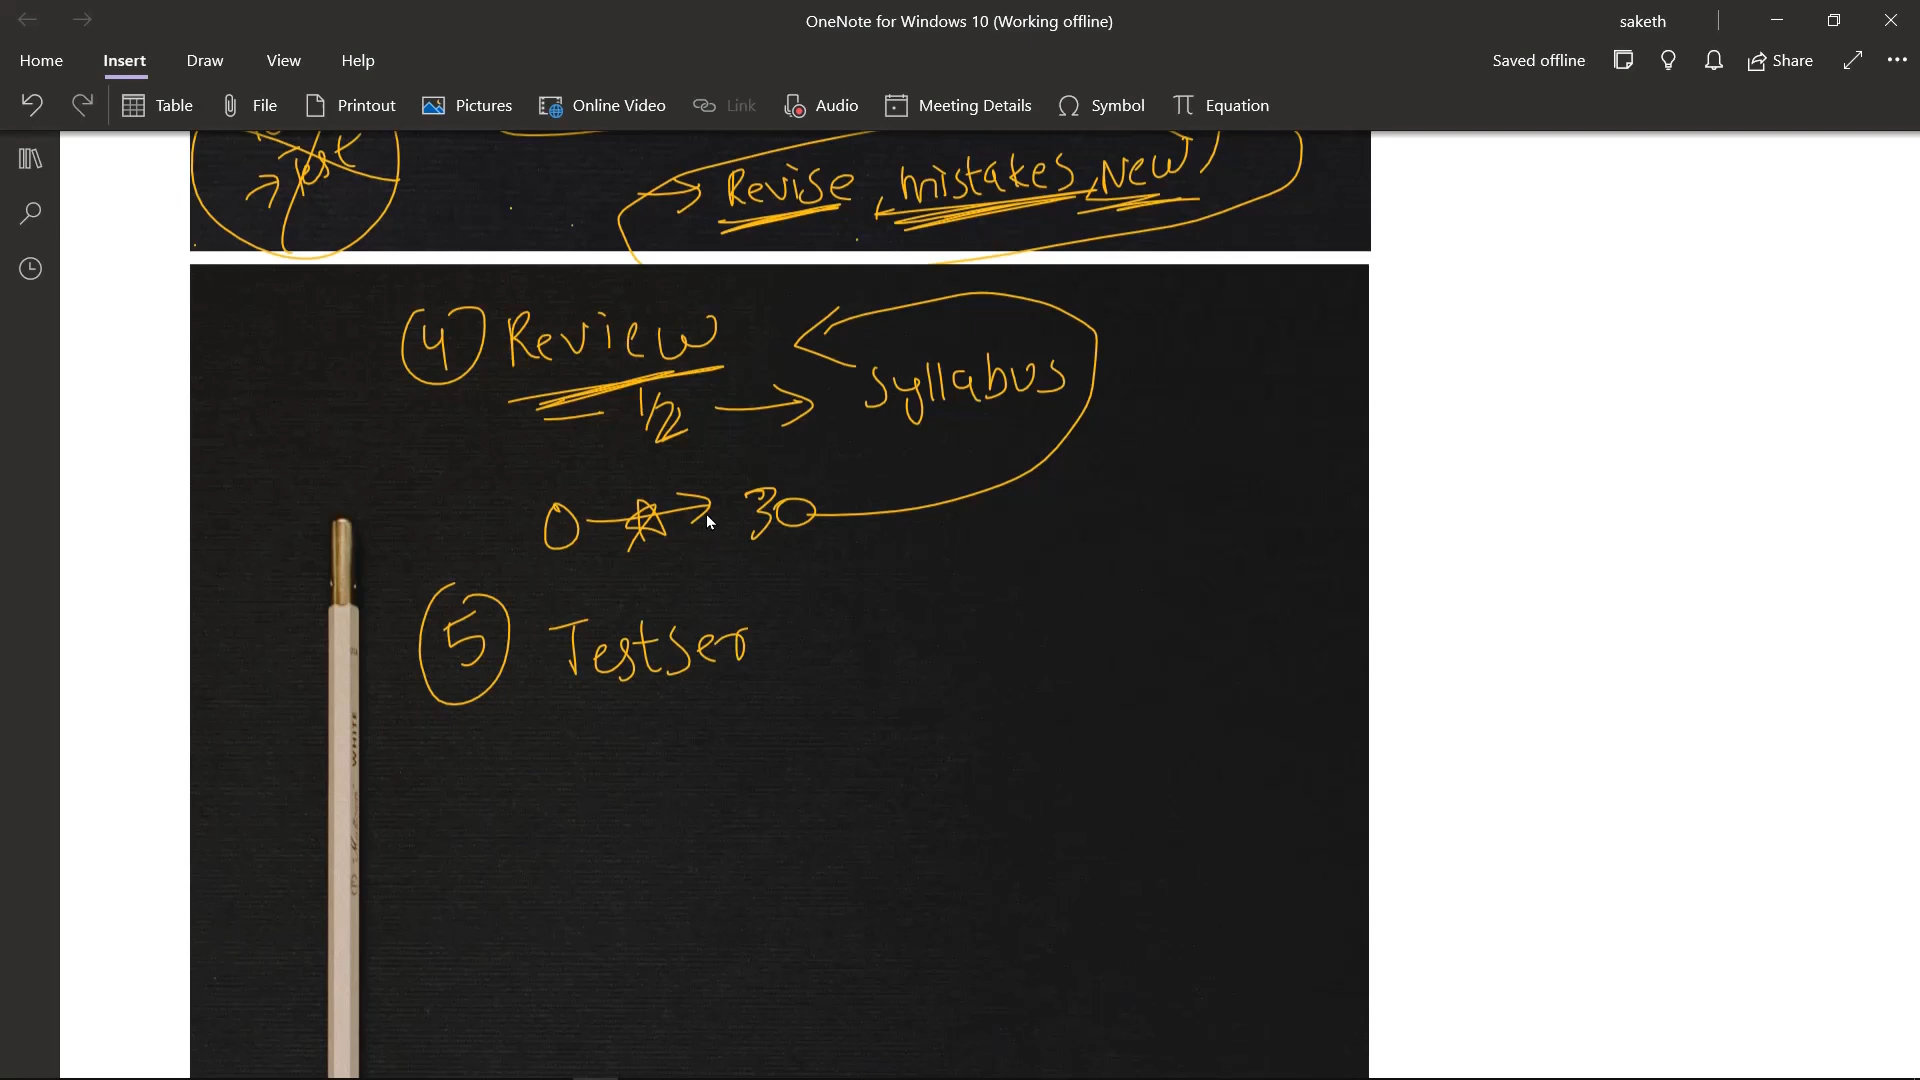 OneNote for Windows 10 (Working offline)
saketh
Home Insert Draw View Help
Saved offline Share
Table File Printout Pictures Online Video Link Audio Meeting Details Symbol Equation
→ Test
→ Revise, mistakes, New
4 Review
1/2 → syllabus
0 → 30
5 Testser
WHITE